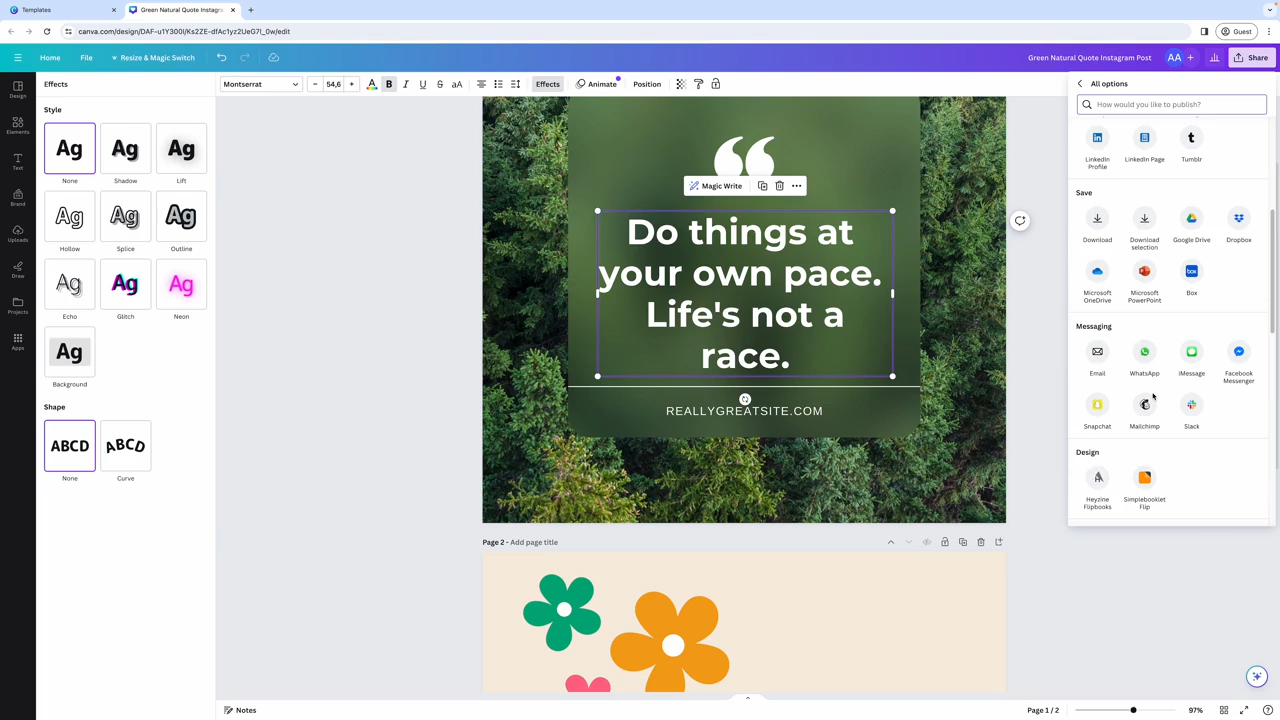 Templates
Green Natural Quote Instagra
canva.com/design/DAF-u1Y300I/Ks2ZE-dfAc1yz2UeG7I_0w/edit
Guest
Home
File
Resize & Magic Switch
Green Natural Quote Instagram Post
AA
Share
Effects
Montserrat
54,6
A
B
I
U
S
aA
Effects
Animate
Position
All options
How would you like to publish?
Design
Elements
Text
Brand
Uploads
Draw
Projects
Apps
Style
Ag
Ag
Ag
None
Shadow
Lift
Ag
Ag
Ag
Hollow
Splice
Outline
Ag
Ag
Ag
Echo
Glitch
Neon
Ag
Background
Shape
ABCD
ABCD
None
Curve
Magic Write
“
Do things at
your own pace.
Life's not a
race.
REALLYGREATSITE.COM
Page 2 - Add page title
LinkedIn Profile
LinkedIn Page
Tumblr
Save
Download
Download selection
Google Drive
Dropbox
Microsoft OneDrive
Microsoft PowerPoint
Box
Messaging
Email
WhatsApp
iMessage
Facebook Messenger
Snapchat
Mailchimp
Slack
Design
Heyzine Flipbooks
Simplebooklet Flip
Notes
Page 1 / 2
97%